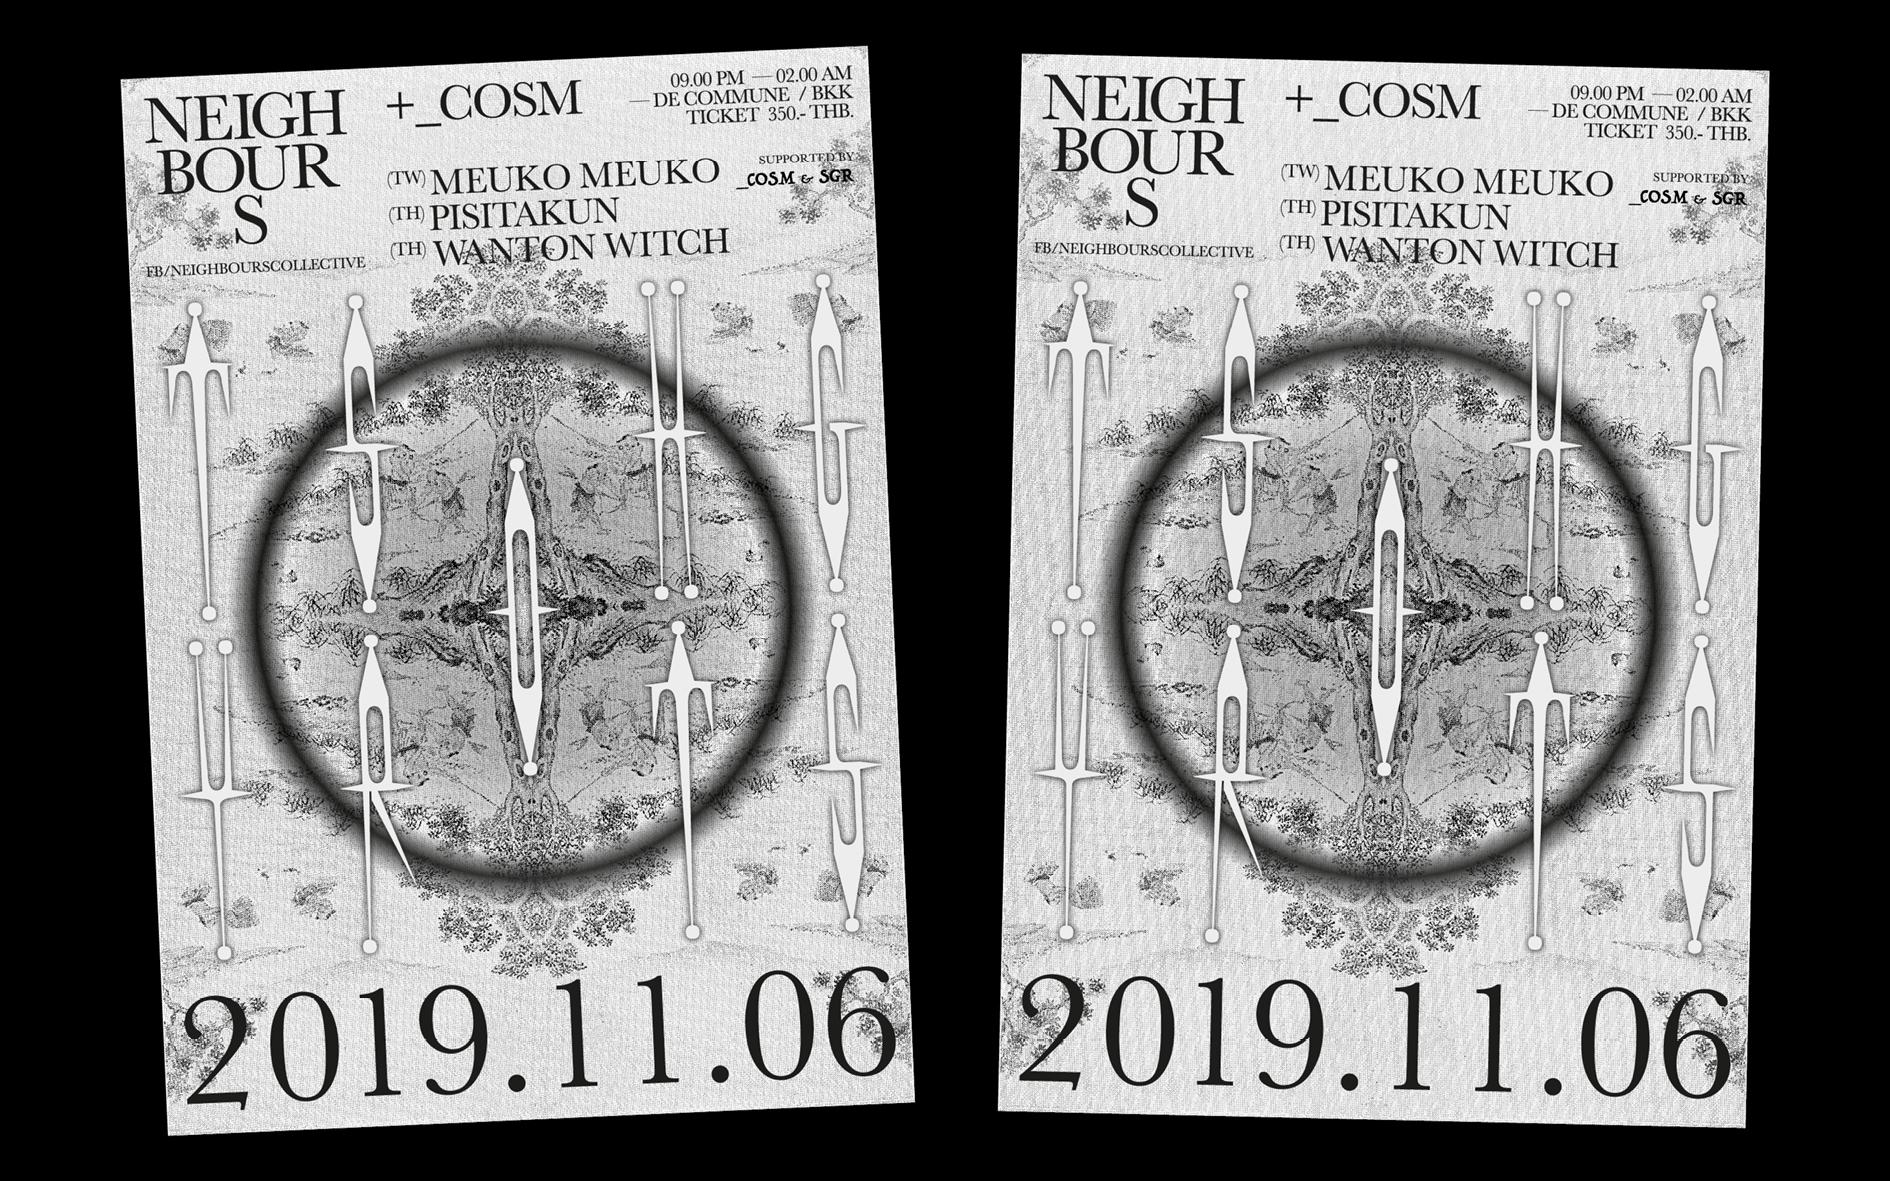 NEIGH
BOUR
S
FB/NEIGHBOURSCOLLECTIVE
+_COSM
(TW) MEUKO MEUKO
(TH) PISITAKUN
(TH) WANTON WITCH
09.00 PM — 02.00 AM
— DE COMMUNE / BKK
TICKET 350.- THB.
SUPPORTED BY
_COSM & SGR
T S H G
O
Y R T S
2019.11.06
NEIGH
BOUR
S
FB/NEIGHBOURSCOLLECTIVE
+_COSM
(TW) MEUKO MEUKO
(TH) PISITAKUN
(TH) WANTON WITCH
09.00 PM — 02.00 AM
— DE COMMUNE / BKK
TICKET 350.- THB.
SUPPORTED BY
_COSM & SGR
T S H G
O
Y R T S
2019.11.06